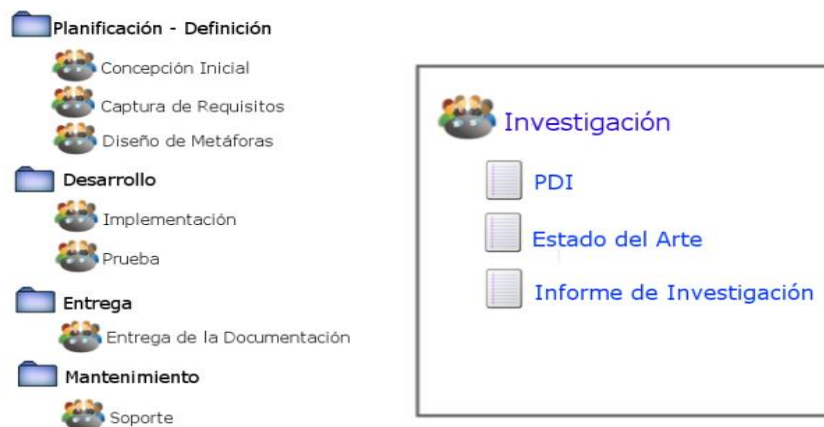 Planificación - Definición
Concepción Inicial
Captura de Requisitos
Diseño de Metáforas
Desarrollo
Implementación
Prueba
Entrega
Entrega de la Documentación
Mantenimiento
Soporte
Investigación
PDI
Estado del Arte
Informe de Investigación